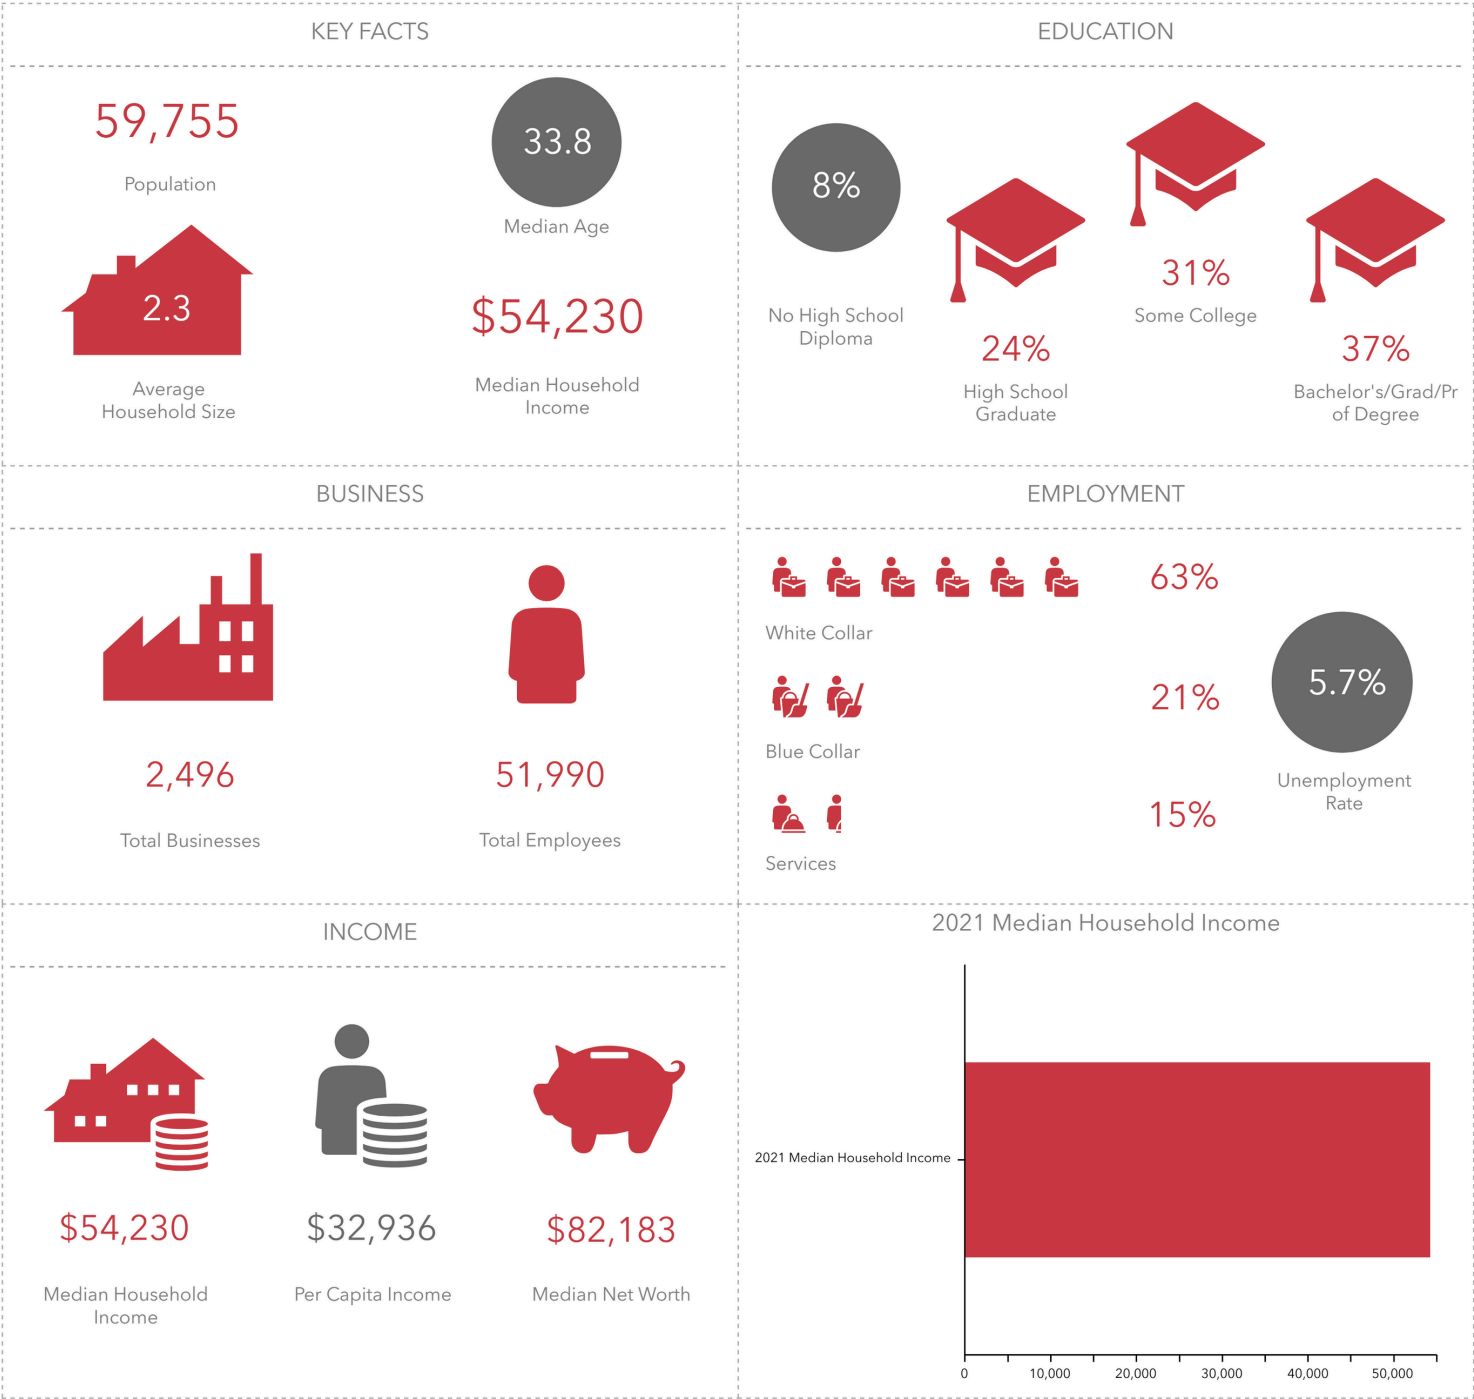 KEY FACTS
59,755
Population
33.8
Median Age
2.3
Average
Household Size
$54,230
Median Household
Income
EDUCATION
8%
No High School
Diploma
24%
High School
Graduate
31%
Some College
37%
Bachelor's/Grad/Pr
of Degree
BUSINESS
2,496
Total Businesses
51,990
Total Employees
EMPLOYMENT
63%
White Collar
21%
Blue Collar
15%
Services
5.7%
Unemployment
Rate
INCOME
$54,230
Median Household
Income
$32,936
Per Capita Income
$82,183
Median Net Worth
2021 Median Household Income
2021 Median Household Income
0 10,000 20,000 30,000 40,000 50,000